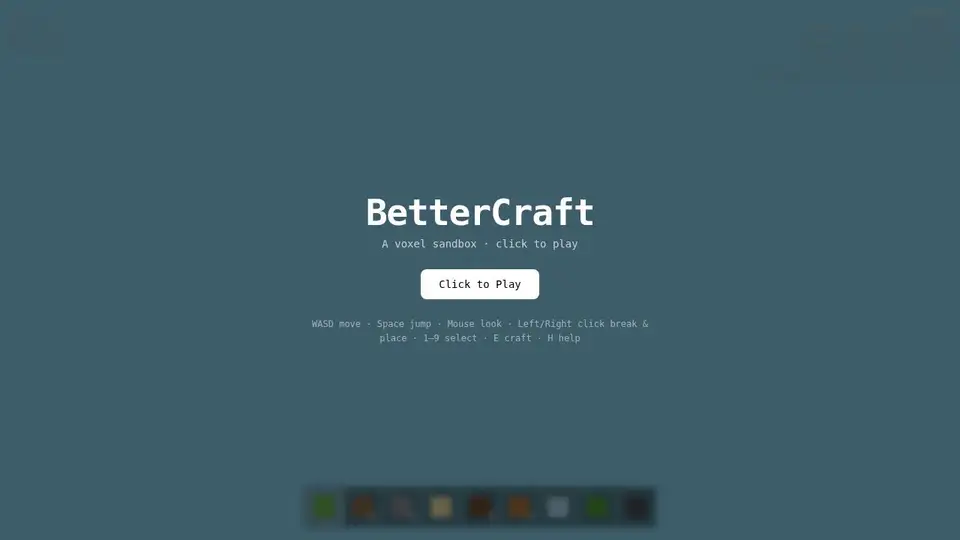 BetterCraft
A voxel sandbox · click to play
Click to Play
WASD move · Space jump · Mouse look · Left/Right click break &
place · 1–9 select · E craft · H help